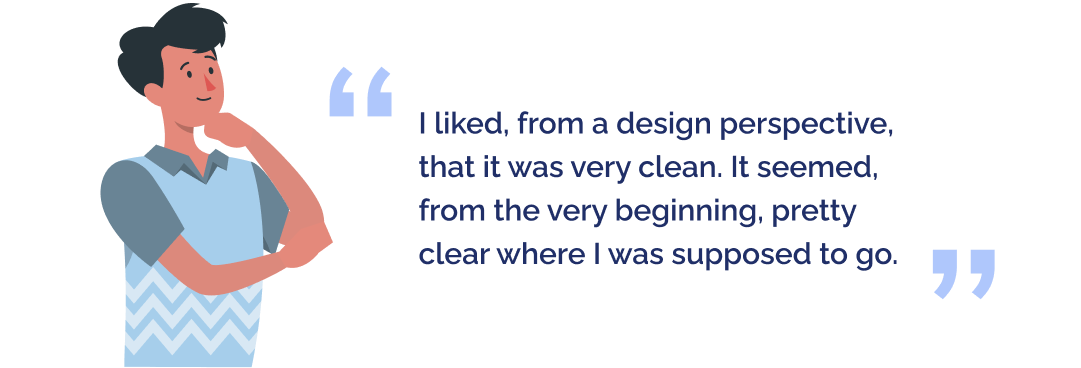 “
I liked, from a design perspective,
that it was very clean. It seemed,
from the very beginning, pretty
clear where I was supposed to go.
”